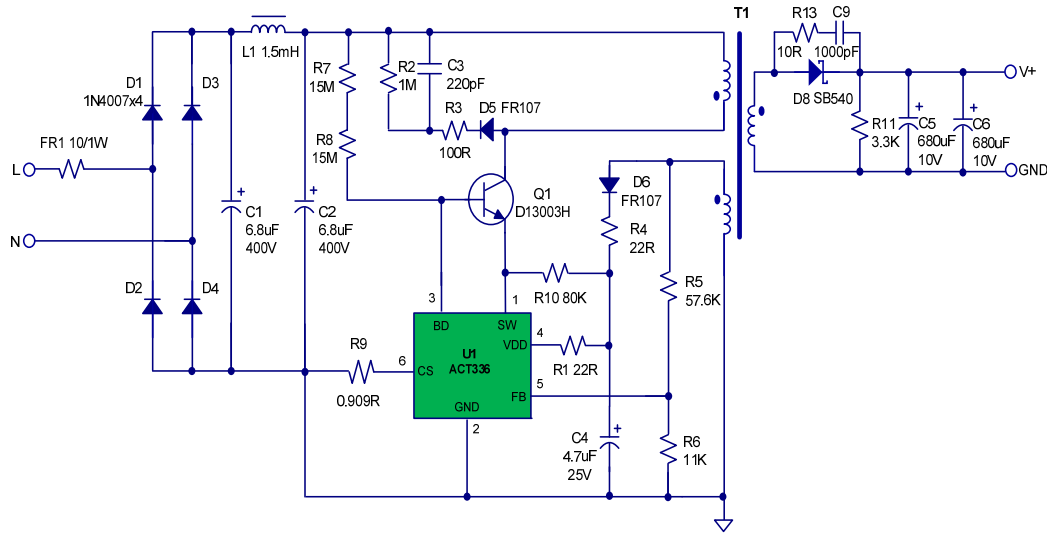 T1
R13
C9
10R
1000pF
L1 1.5mH
V+
D8 SB540
D1
1N4007x4
D3
R7
15M
R2
1M
C3
220pF
R3
100R
D5 FR107
R8
15M
R11
3.3K
+
C5
680uF
10V
+
C6
680uF
10V
FR1 10/1W
L
GND
D6
FR107
Q1
D13003H
+
C1
6.8uF
400V
+
C2
6.8uF
400V
R4
22R
N
R10 80K
R5
57.6K
D2
D4
3
1
BD
SW
4
VDD
R9
6
CS
U1
ACT336
R1 22R
0.909R
5
FB
GND
2
C4
4.7uF
25V
+
R6
11K